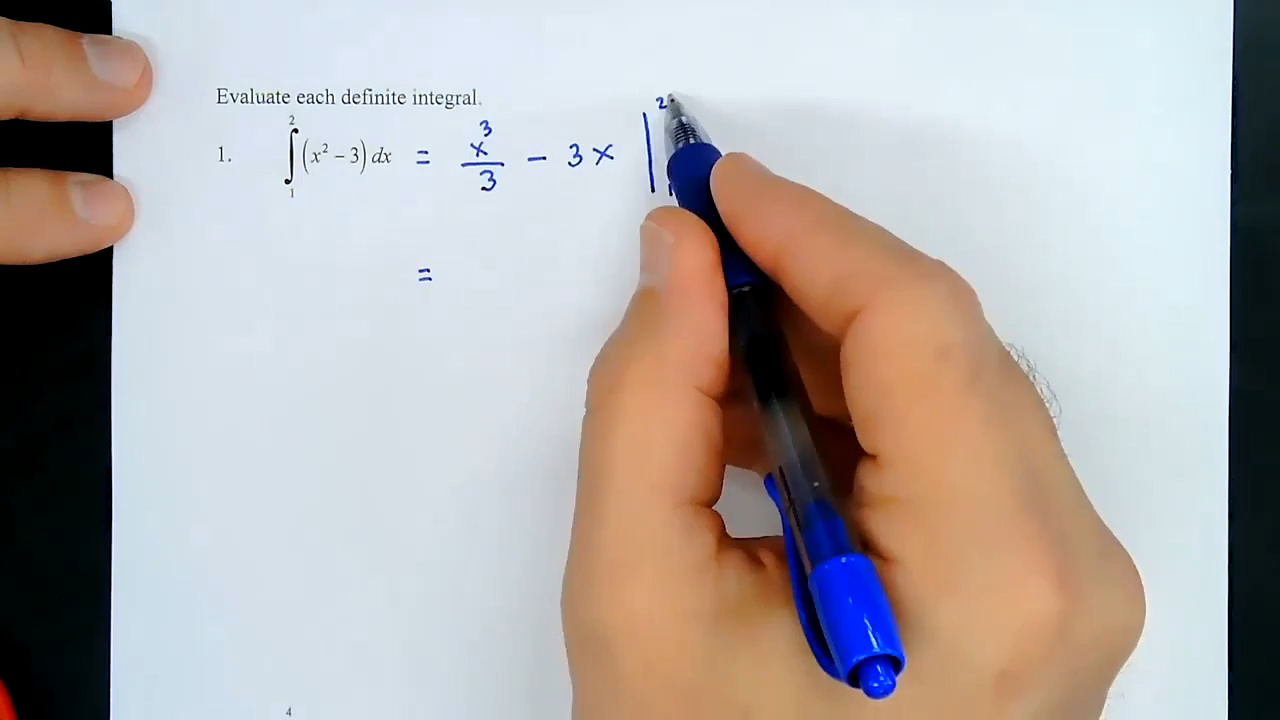 Evaluate each definite integral.
1. ∫₁² (x² − 3) dx = x³/3 − 3x |₁²
=
4